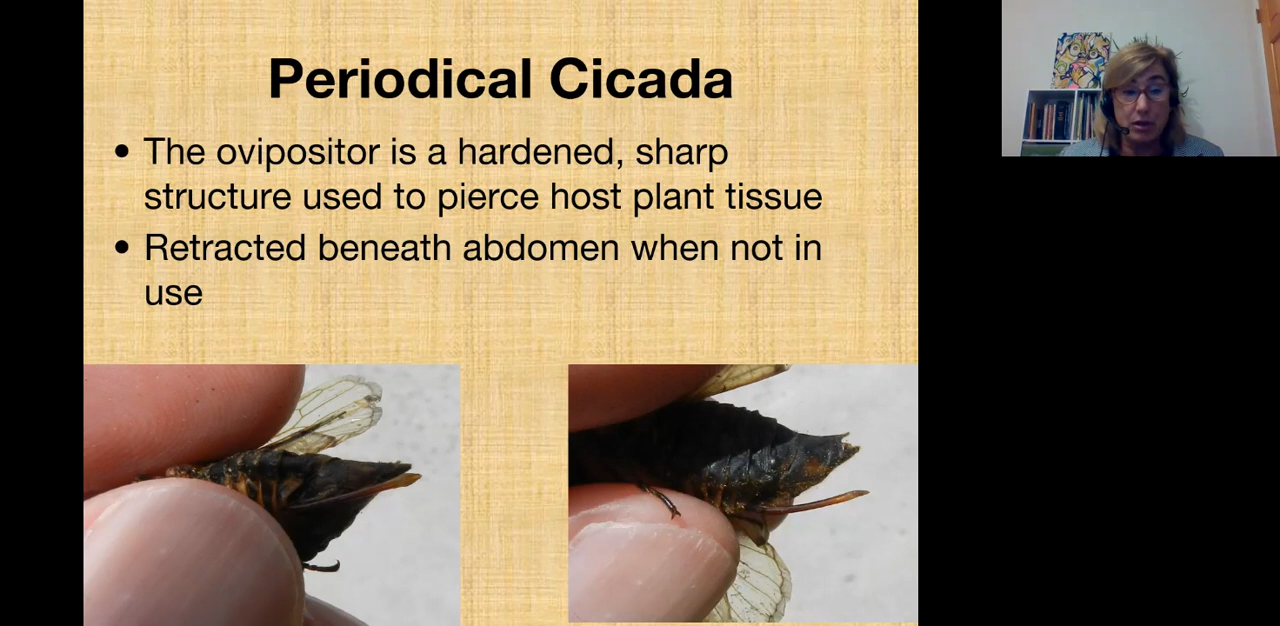 Periodical Cicada
• The ovipositor is a hardened, sharp
structure used to pierce host plant tissue
• Retracted beneath abdomen when not in
use